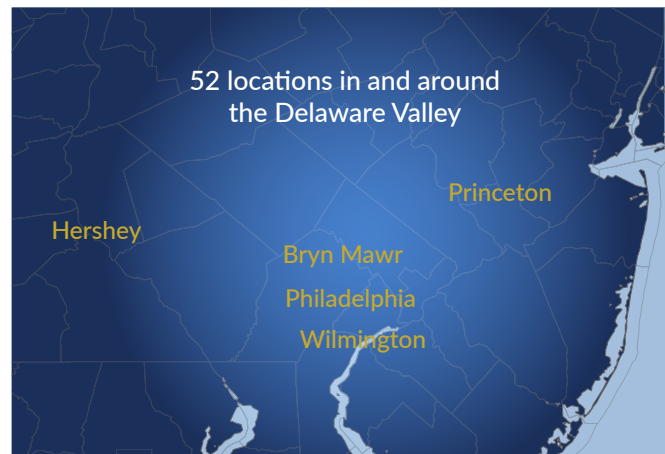 52 locations in and around
the Delaware Valley
Princeton
Hershey
Bryn Mawr
Philadelphia
Wilmington